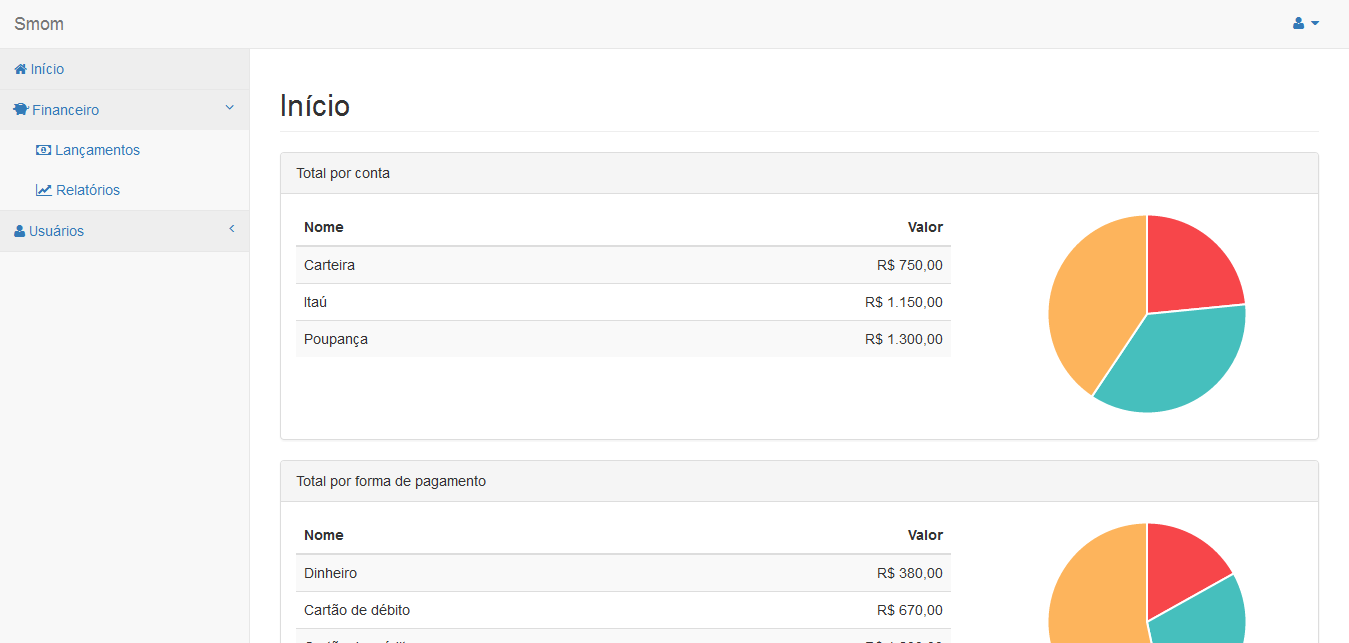 Smom
Início
Financeiro
Lançamentos
Relatórios
Usuários
Início
Total por conta
Nome Valor
Carteira R$ 750,00
Itaú R$ 1.150,00
Poupança R$ 1.300,00
Total por forma de pagamento
Nome Valor
Dinheiro R$ 380,00
Cartão de débito R$ 670,00